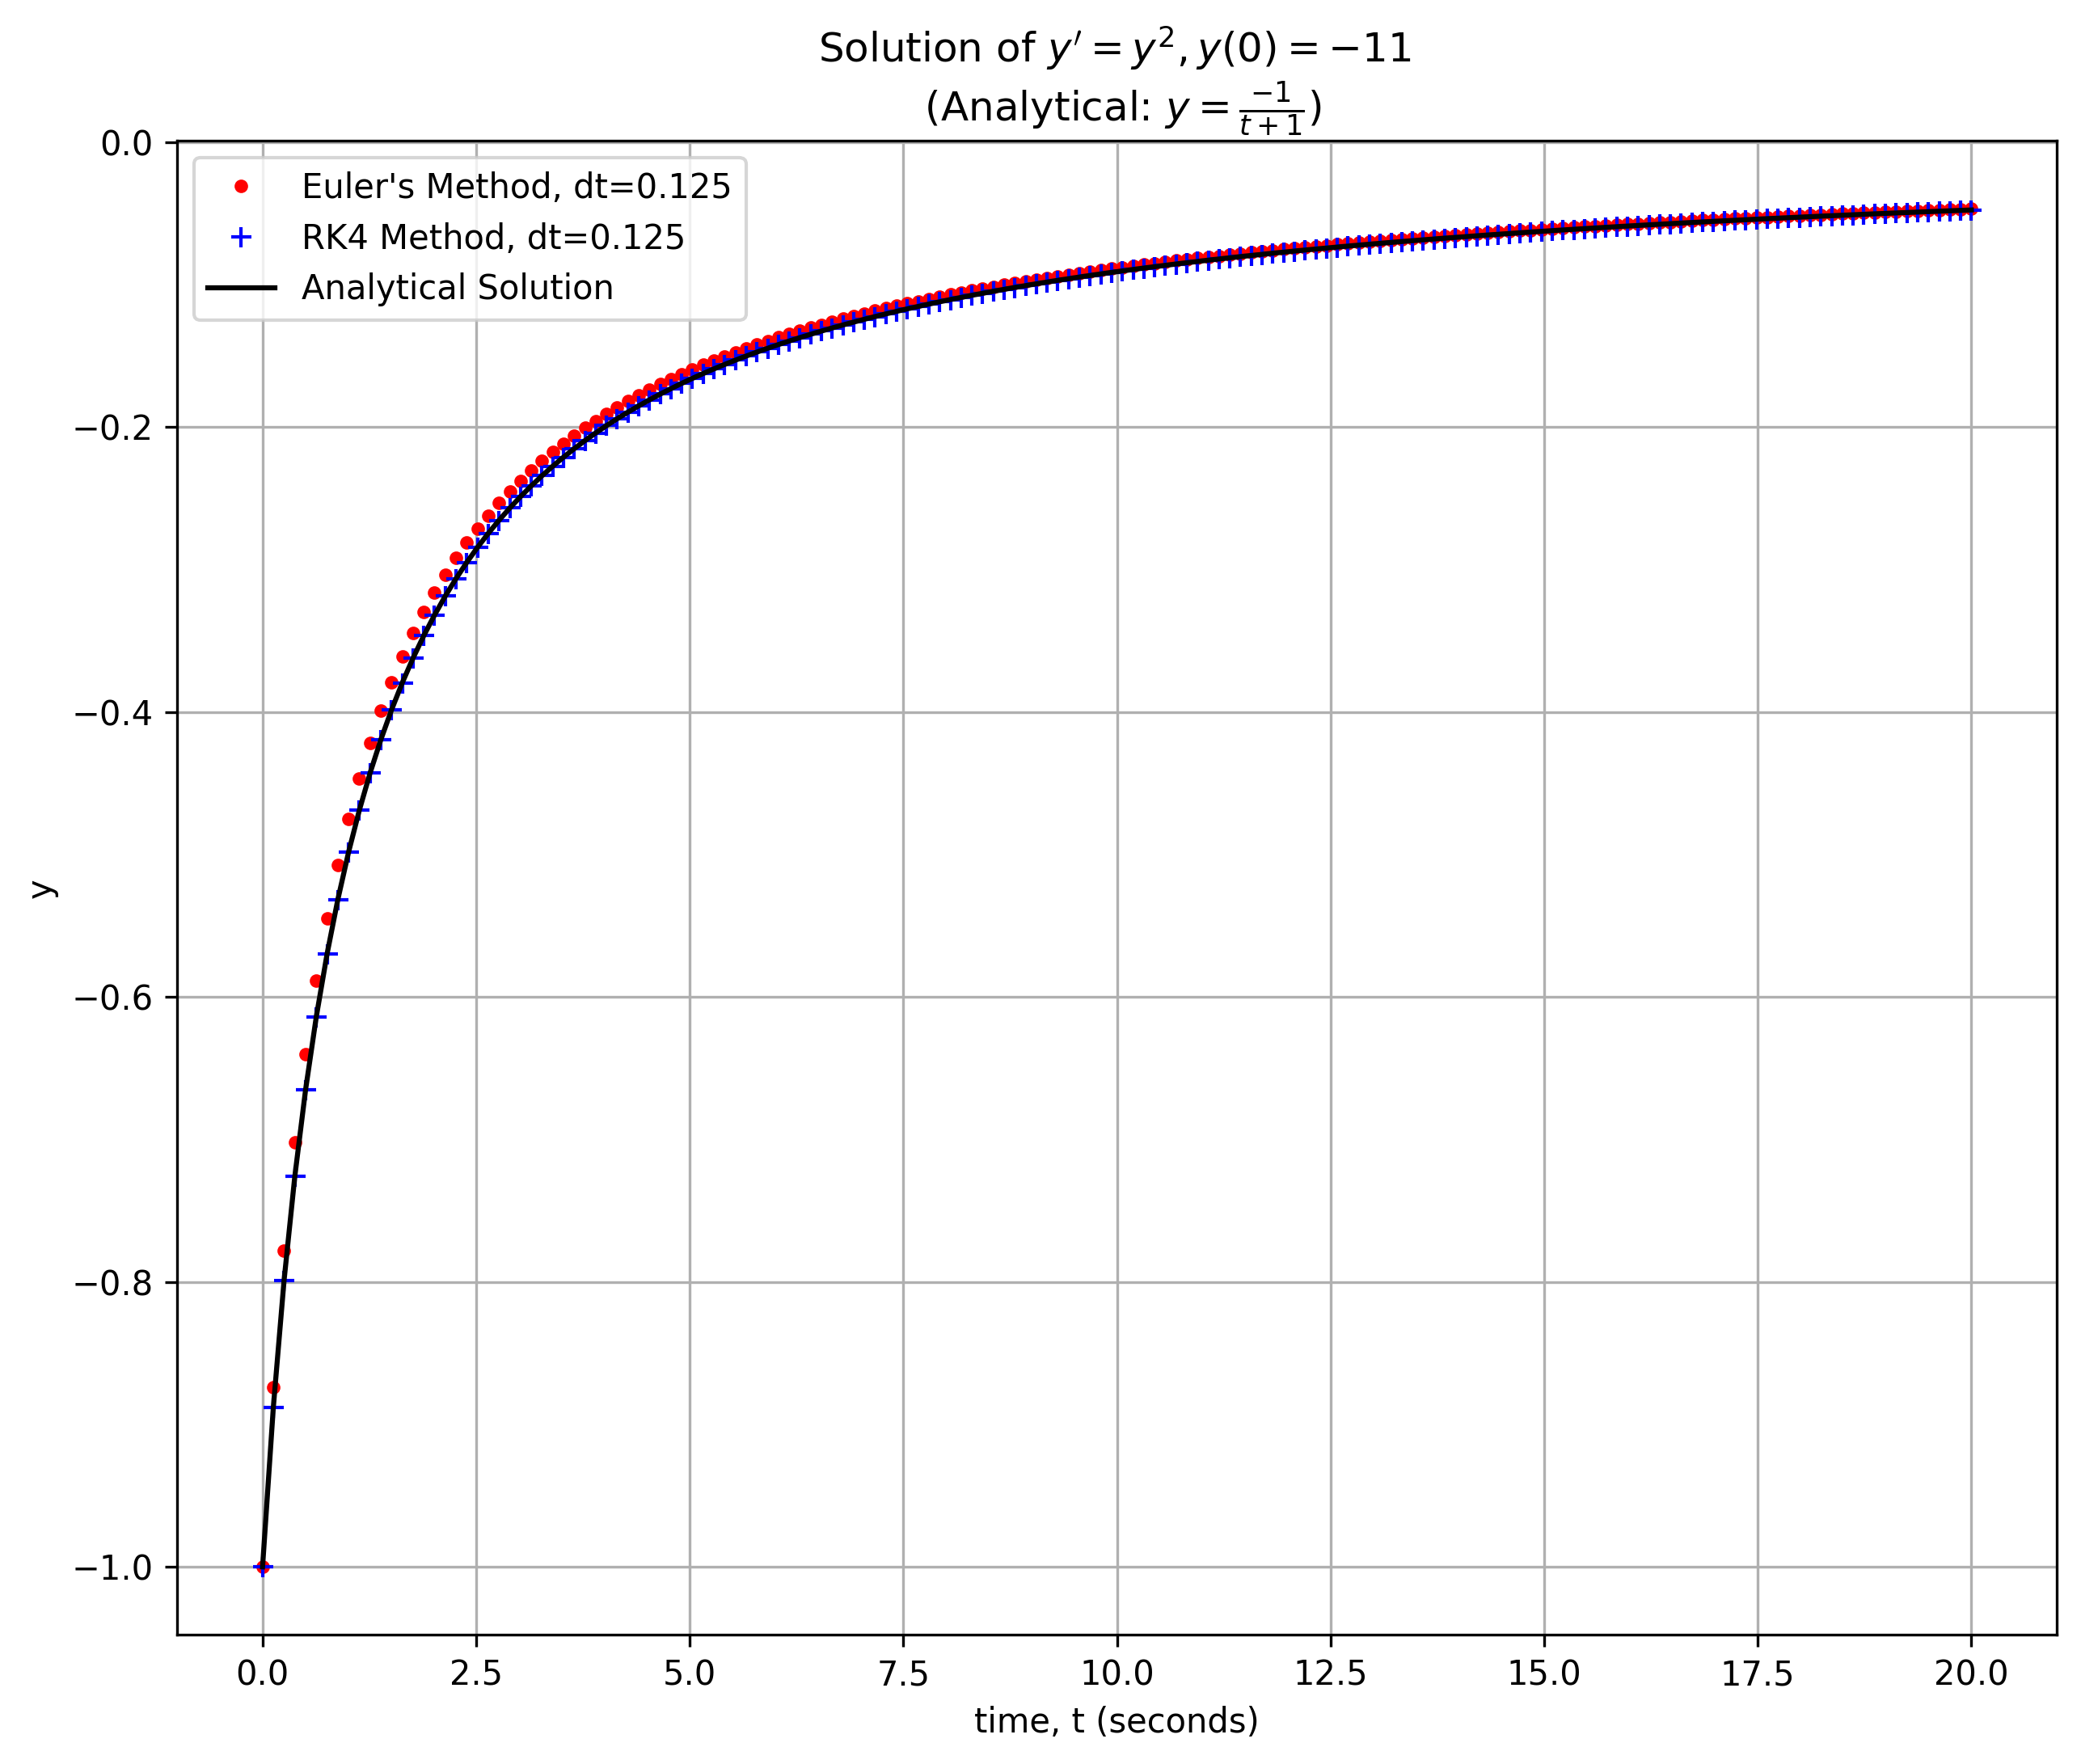 Solution of $y' = y^2, y(0) = -11$
(Analytical: $y = \frac{-1}{t+1}$)
Euler's Method, dt=0.125
RK4 Method, dt=0.125
Analytical Solution
0.0
−0.2
−0.4
−0.6
−0.8
−1.0
y
0.0 2.5 5.0 7.5 10.0 12.5 15.0 17.5 20.0
time, t (seconds)